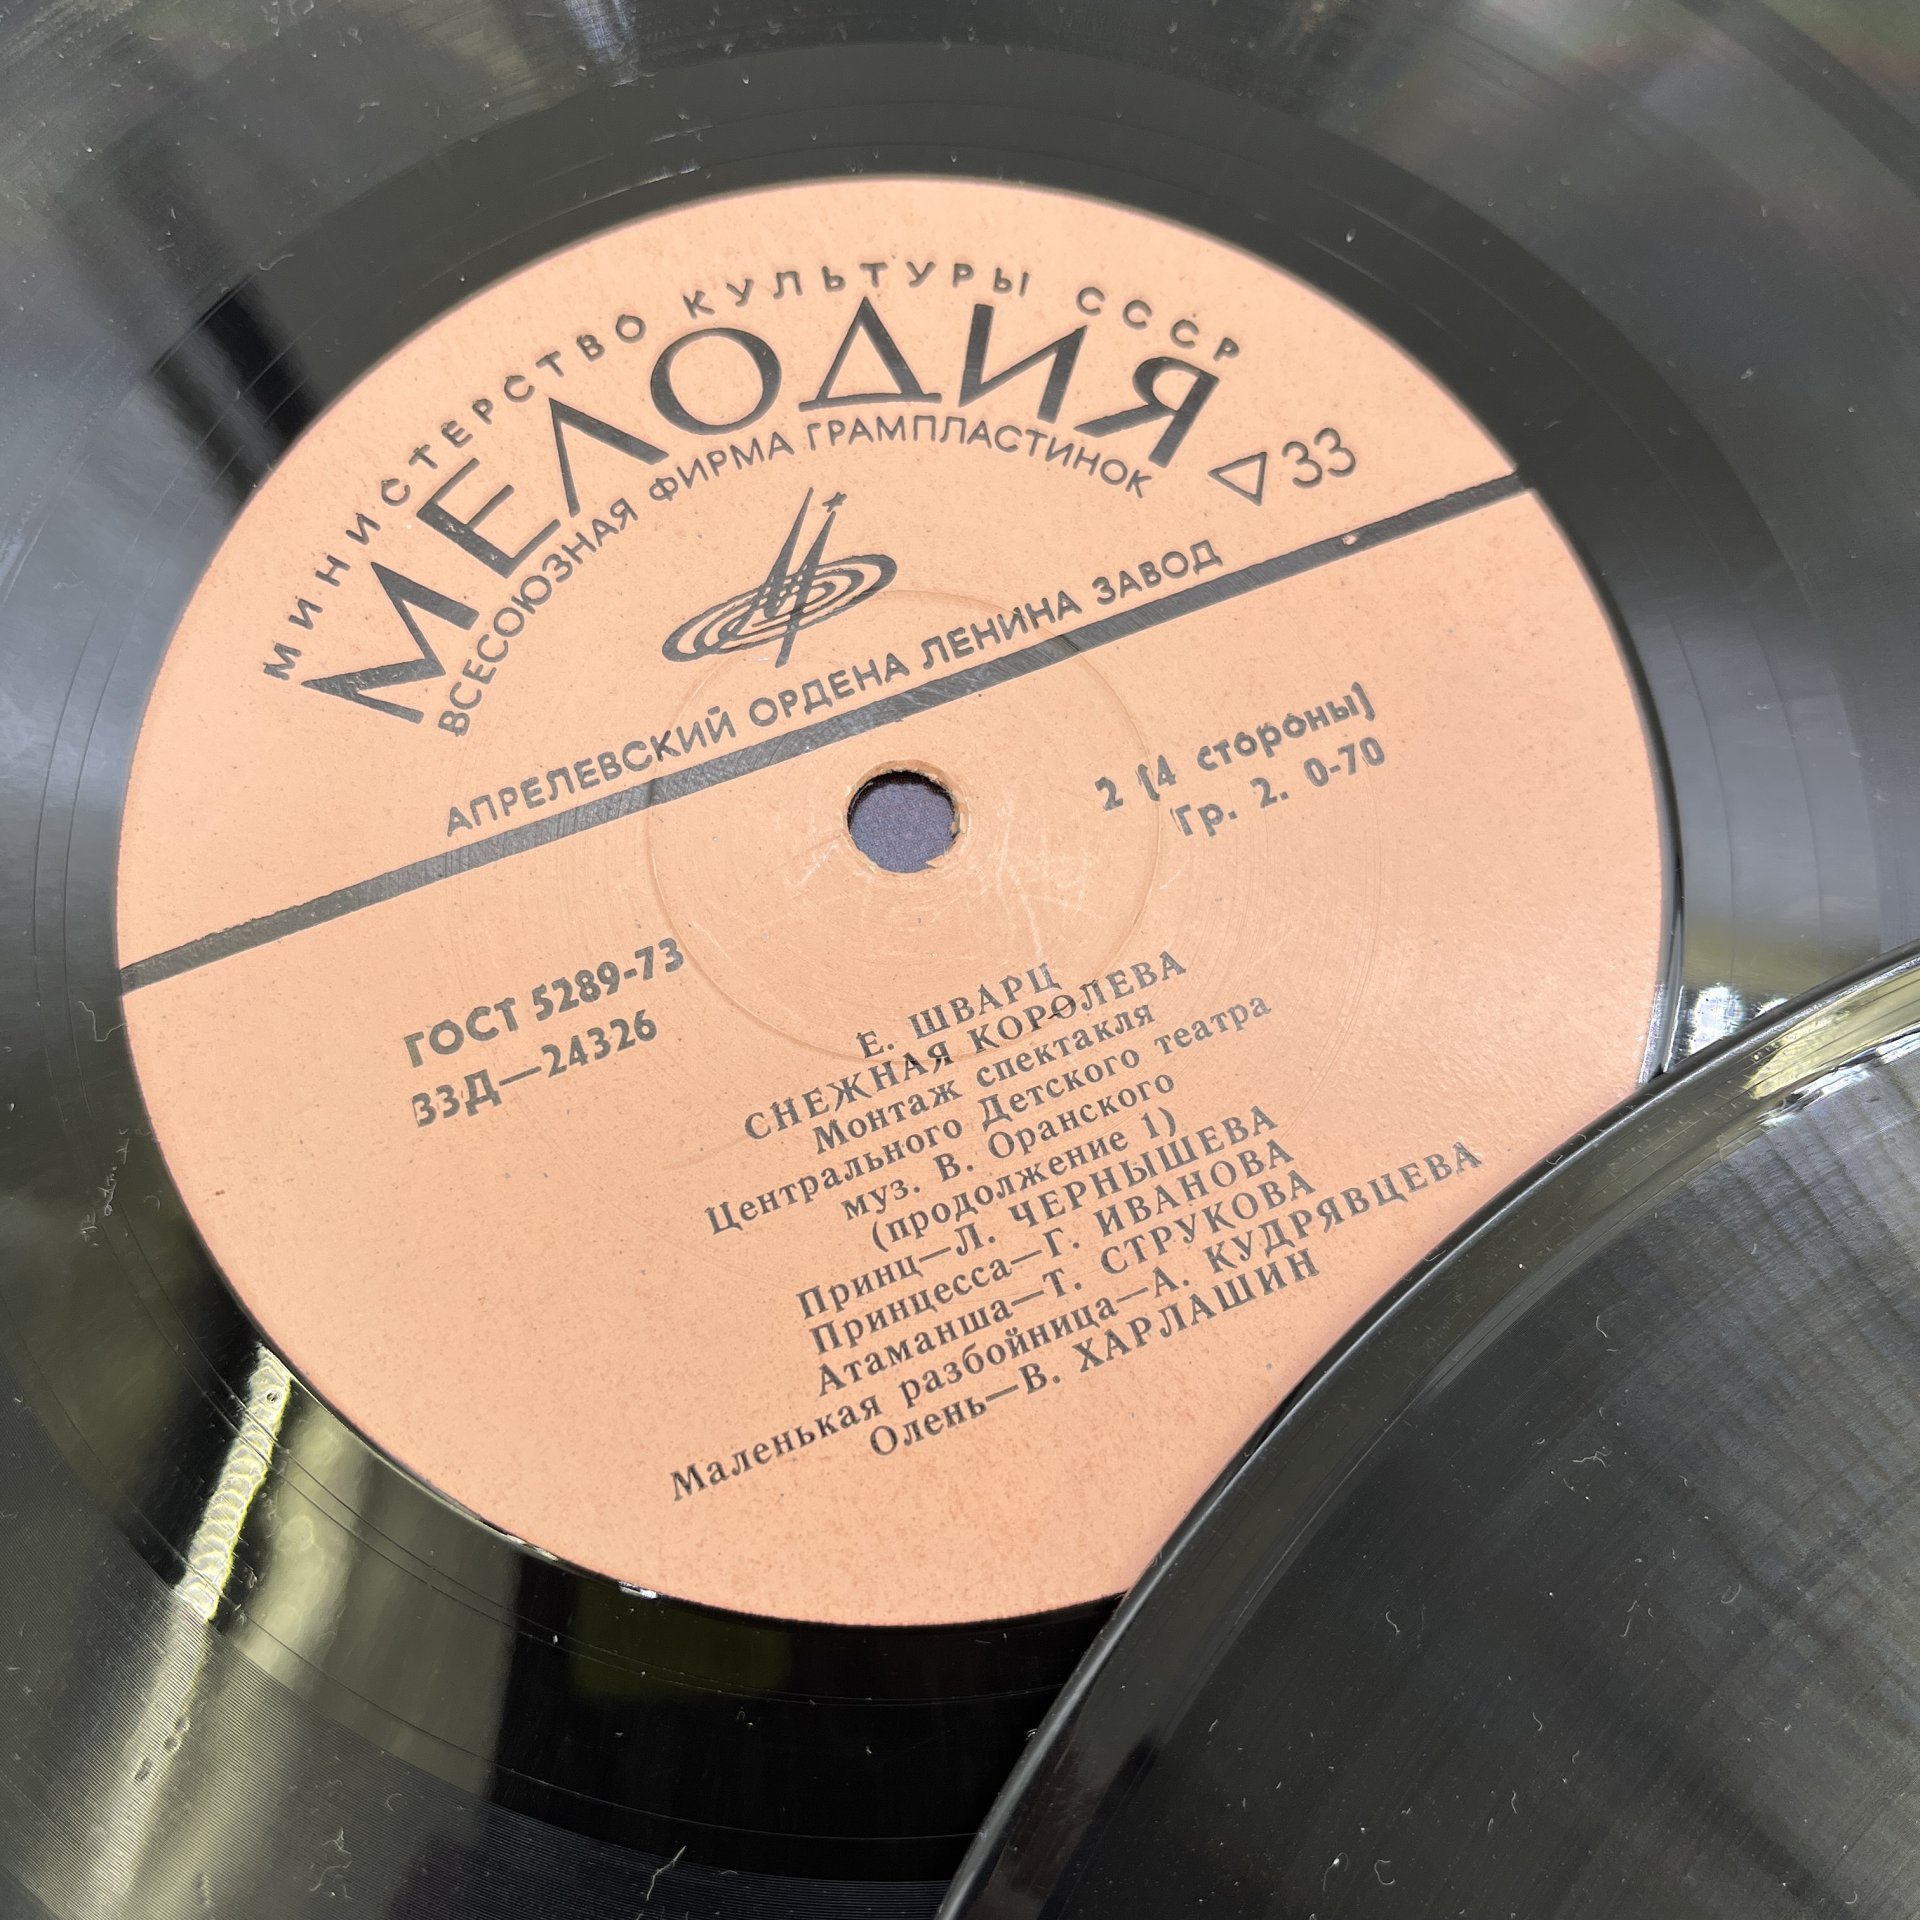 МИНИСТЕРСТВО КУЛЬТУРЫ СССР
МЕЛОДИЯ
ВСЕСОЮЗНАЯ ФИРМА ГРАМПЛАСТИНОК
33
АПРЕЛЕВСКИЙ ОРДЕНА ЛЕНИНА ЗАВОД
2 (4 стороны)
Гр. 2. 0-70
ГОСТ 5289-73
33Д—24326
Е. ШВАРЦ
СНЕЖНАЯ КОРОЛЕВА
Монтаж спектакля
Центрального Детского театра
муз. В. Оранского
(продолжение 1)
Принц—Л. ЧЕРНЫШЕВА
Принцесса—Г. ИВАНОВА
Атаманша—Т. СТРУКОВА
Маленькая разбойница—А. КУДРЯВЦЕВА
Олень—В. ХАРЛАШИН